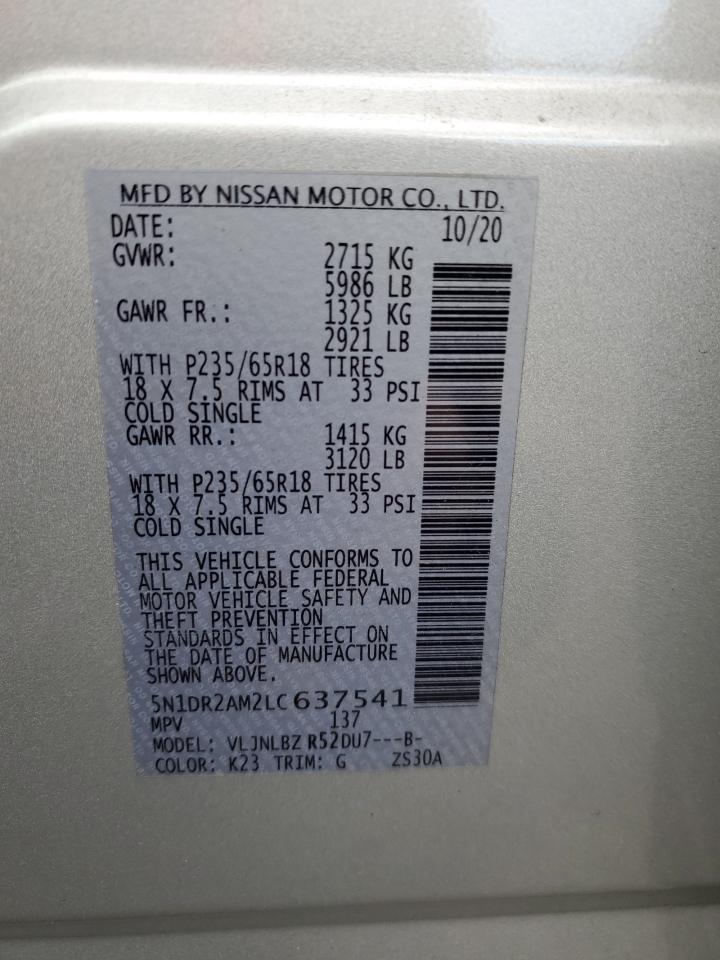 MFD BY NISSAN MOTOR CO., LTD.
DATE: 10/20
GVWR: 2715 KG
5986 LB
GAWR FR.: 1325 KG
2921 LB
WITH P235/65R18 TIRES
18 X 7.5 RIMS AT 33 PSI
COLD SINGLE
GAWR RR.: 1415 KG
3120 LB
WITH P235/65R18 TIRES
18 X 7.5 RIMS AT 33 PSI
COLD SINGLE
THIS VEHICLE CONFORMS TO
ALL APPLICABLE FEDERAL
MOTOR VEHICLE SAFETY AND
THEFT PREVENTION
STANDARDS IN EFFECT ON
THE DATE OF MANUFACTURE
SHOWN ABOVE.
5N1DR2AM2LC637541
MPV 137
MODEL: VLJNLBZ R52DU7---B-
COLOR: K23 TRIM: G ZS30A